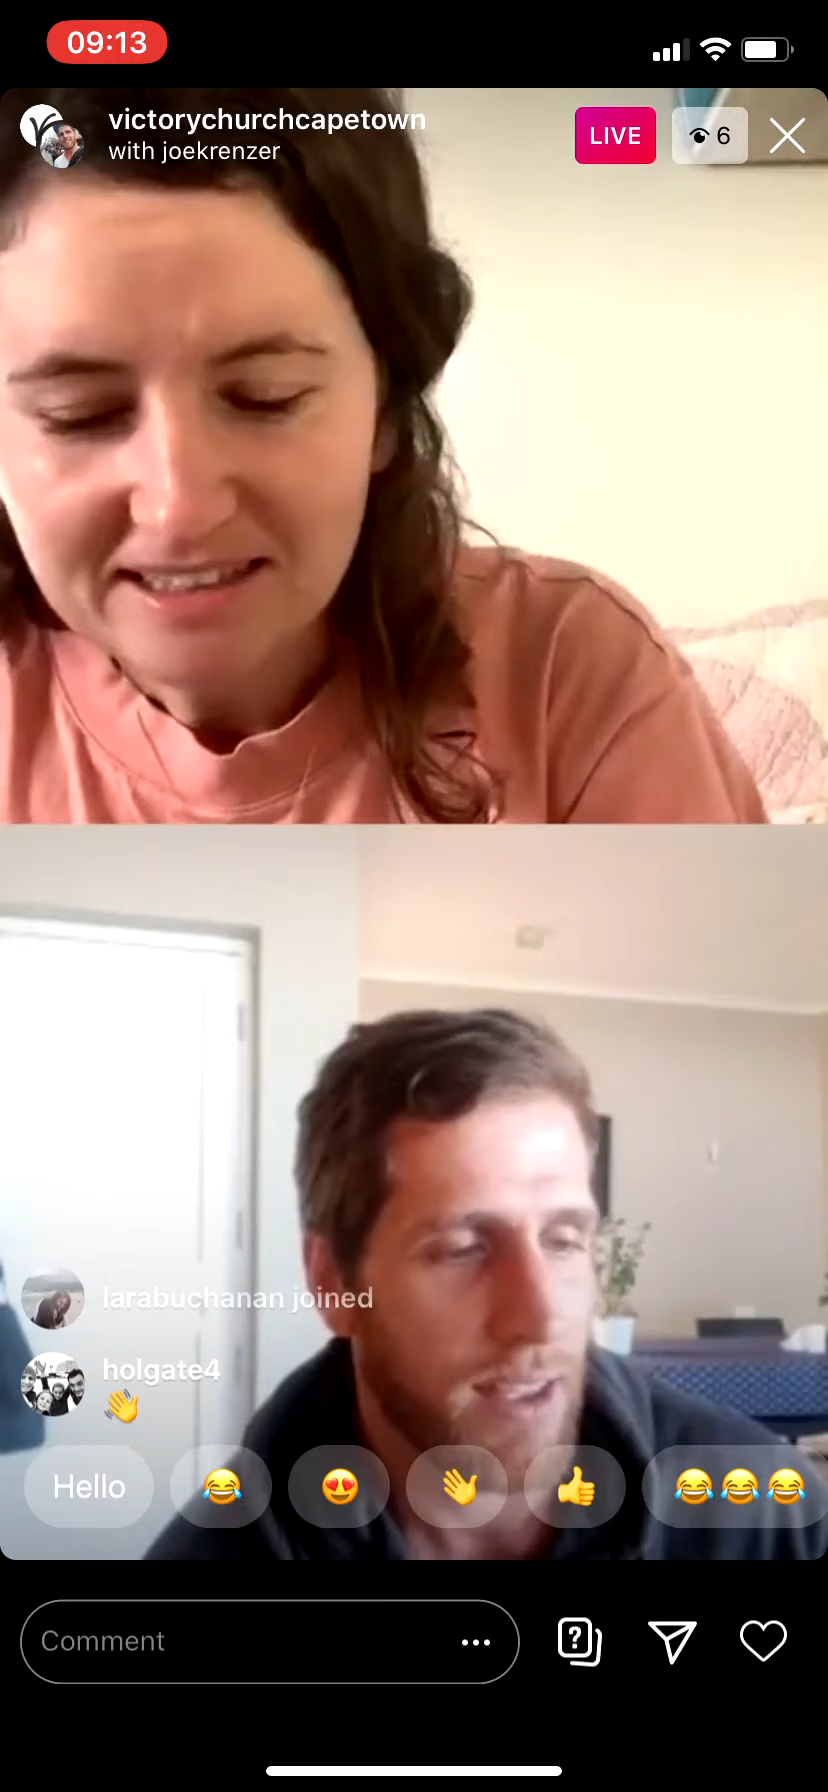 09:13
victorychurchcapetown
with joekrenzer
LIVE
6
larabuchanan joined
holgate4
👋
Hello
😂
😍
👋
👍
😂😂😂
Comment
?